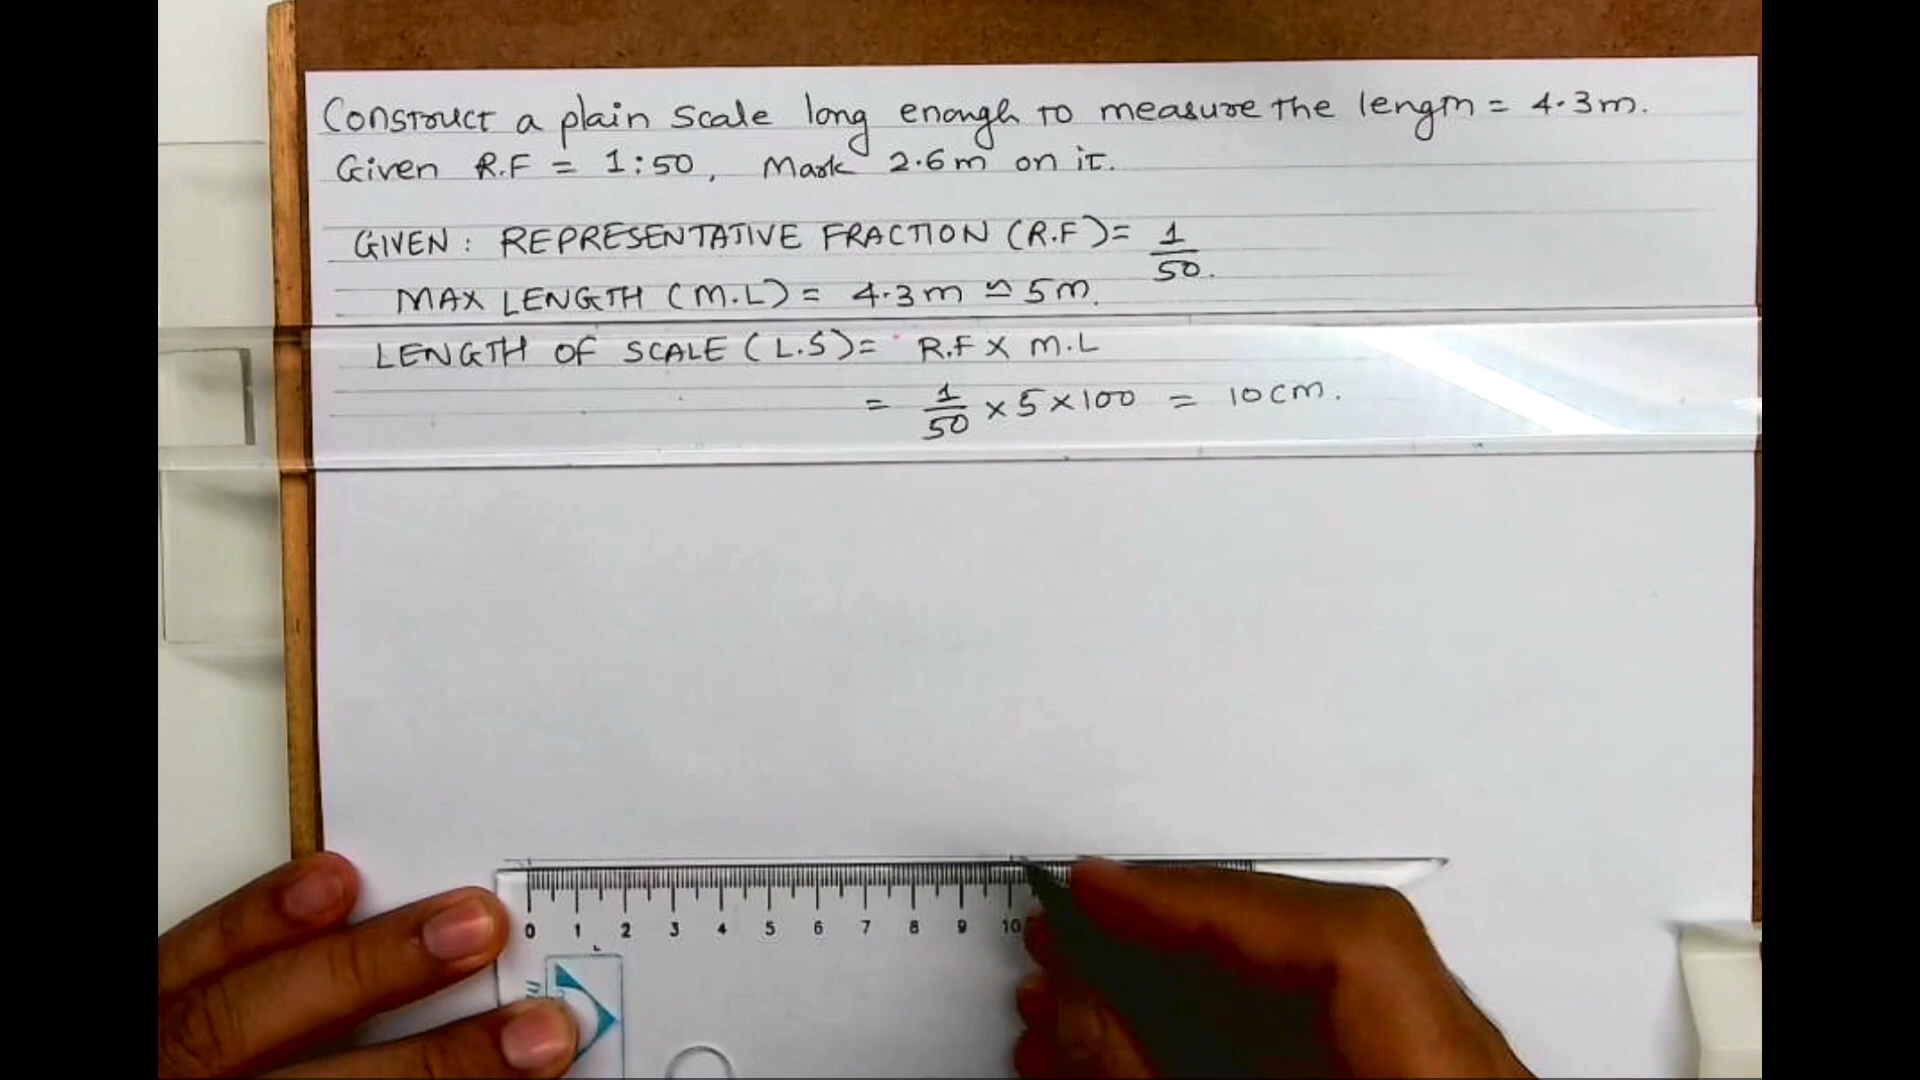 Construct a plain scale long enough to measure the length = 4.3m.
Given R.F = 1:50, Mark 2.6m on it.
GIVEN: REPRESENTATIVE FRACTION (R.F) = 1/50.
MAX LENGTH (M.L) = 4.3m ≃ 5m.
LENGTH OF SCALE (L.S) = R.F X M.L
= 1/50 × 5 × 100 = 10cm.
0 1 2 3 4 5 6 7 8 9 10